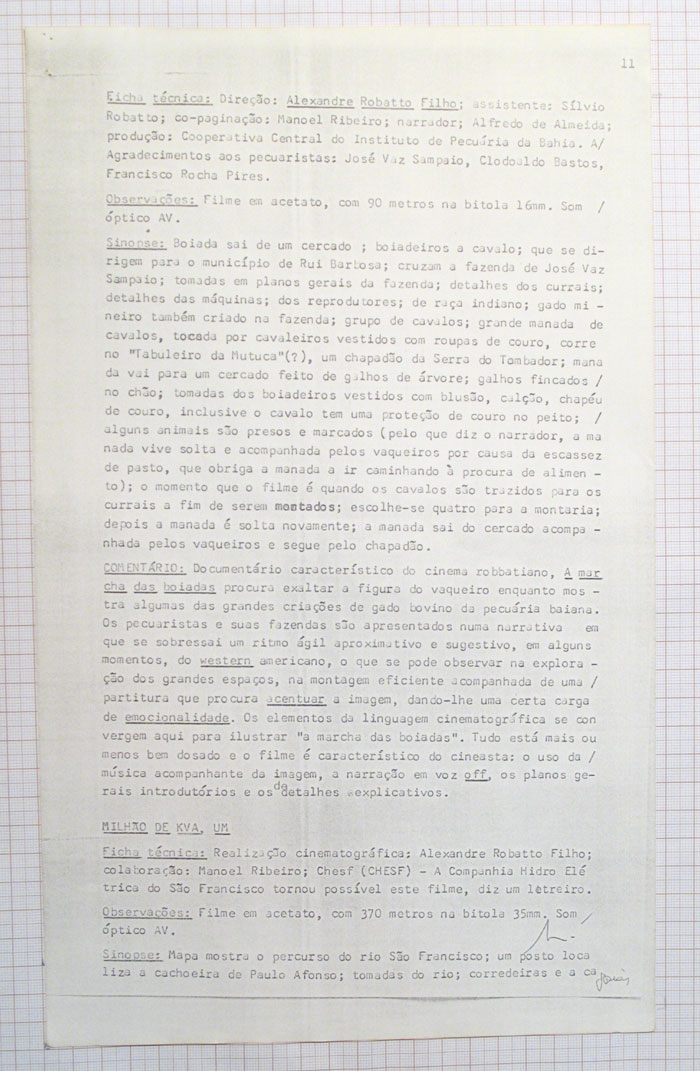 11
Ficha técnica: Direção: Alexandre Robatto Filho; assistente: Sílvio
Robatto; co-paginação: Manoel Ribeiro; narrador; Alfredo de Almeida;
produção: Cooperativa Central do Instituto de Pecuária da Bahia. A/
Agradecimentos aos pecuaristas: José Vaz Sampaio, Clodoaldo Bastos,
Francisco Rocha Pires.
Observações: Filme em acetato, com 90 metros na bitola 16mm. Som /
óptico AV.
Sinopse: Boiada sai de um cercado ; boiadeiros a cavalo; que se di-
rigem para o município de Rui Barbosa; cruzam a fazenda de José Vaz
Sampaio; tomadas em planos gerais da fazenda; detalhes dos currais;
detalhes das máquinas; dos reprodutores; de raça indiano; gado mi -
neiro também criado na fazenda; grupo de cavalos; grande manada de
cavalos, tocada por cavaleiros vestidos com roupas de couro, corre
no "Tabuleiro da Mutuca"(?), um chapadão da Serra do Tombador; mana
da vai para um cercado feito de galhos de árvore; galhos fincados /
no chão; tomadas dos boiadeiros vestidos com blusão, calção, chapéu
de couro, inclusive o cavalo tem uma proteção de couro no peito; /
alguns animais são presos e marcados (pelo que diz o narrador, a ma
nada vive solta e acompanhada pelos vaqueiros por causa da escassez
de pasto, que obriga a manada a ir caminhando à procura de alimen -
to); o momento que o filme é quando os cavalos são trazidos para os
currais a fim de serem montados; escolhe-se quatro para a montaria;
depois a manada é solta novamente; a manada sai do cercado acompa -
nhada pelos vaqueiros e segue pelo chapadão.
COMENTÁRIO: Documentário característico do cinema robbatiano, A mar
cha das boiadas procura exaltar a figura do vaqueiro enquanto mos -
tra algumas das grandes criações de gado bovino da pecuária baiana.
Os pecuaristas e suas fazendas são apresentados numa narrativa em
que se sobressai um ritmo ágil aproximativo e sugestivo, em alguns
momentos, do western americano, o que se pode observar na explora -
ção dos grandes espaços, na montagem eficiente acompanhada de uma /
partitura que procura acentuar a imagem, dando-lhe uma certa carga
de emocionalidade. Os elementos da linguagem cinematográfica se con
vergem aqui para ilustrar "a marcha das boiadas". Tudo está mais ou
menos bem dosado e o filme é característico do cineasta: o uso da /
música acompanhante da imagem, a narração em voz off, os planos ge-
rais introdutórios e os de detalhes explicativos.
MILHÃO DE KVA, UM
Ficha técnica: Realização cinematográfica; Alexandre Robatto Filho;
colaboração: Manoel Ribeiro; Chesf (CHESF) - A Companhia Hidro Elé
trica do São Francisco tornou possível este filme, diz um letreiro.
Observações: Filme em acetato, com 370 metros na bitola 35mm. Som /
óptico AV.
Sinopse: Mapa mostra o percurso do rio São Francisco; um posto loca
liza a cachoeira de Paulo Afonso; tomadas do rio; corredeiras e a ca